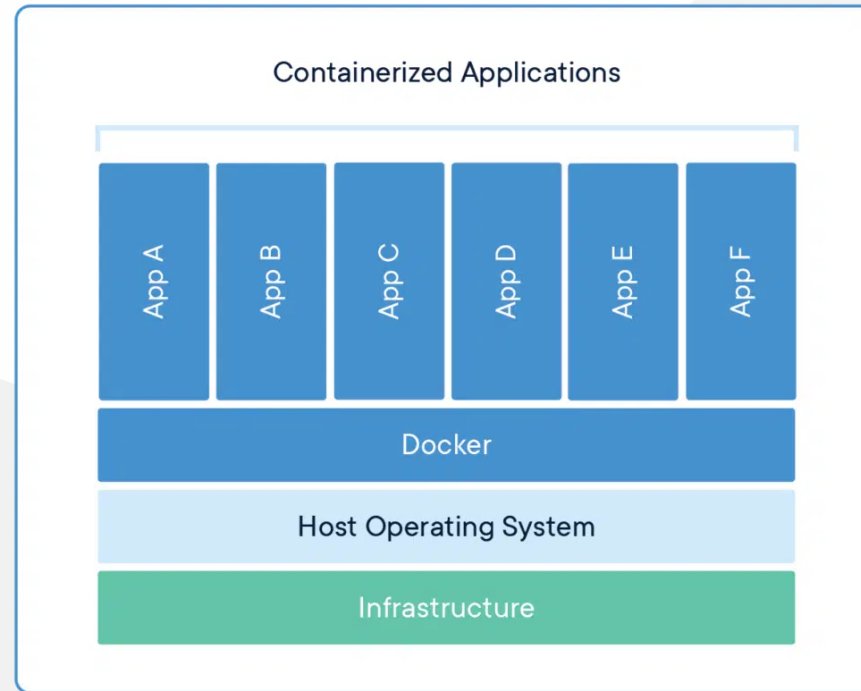 Containerized Applications
App A
App B
App C
App D
App E
App F
Docker
Host Operating System
Infrastructure